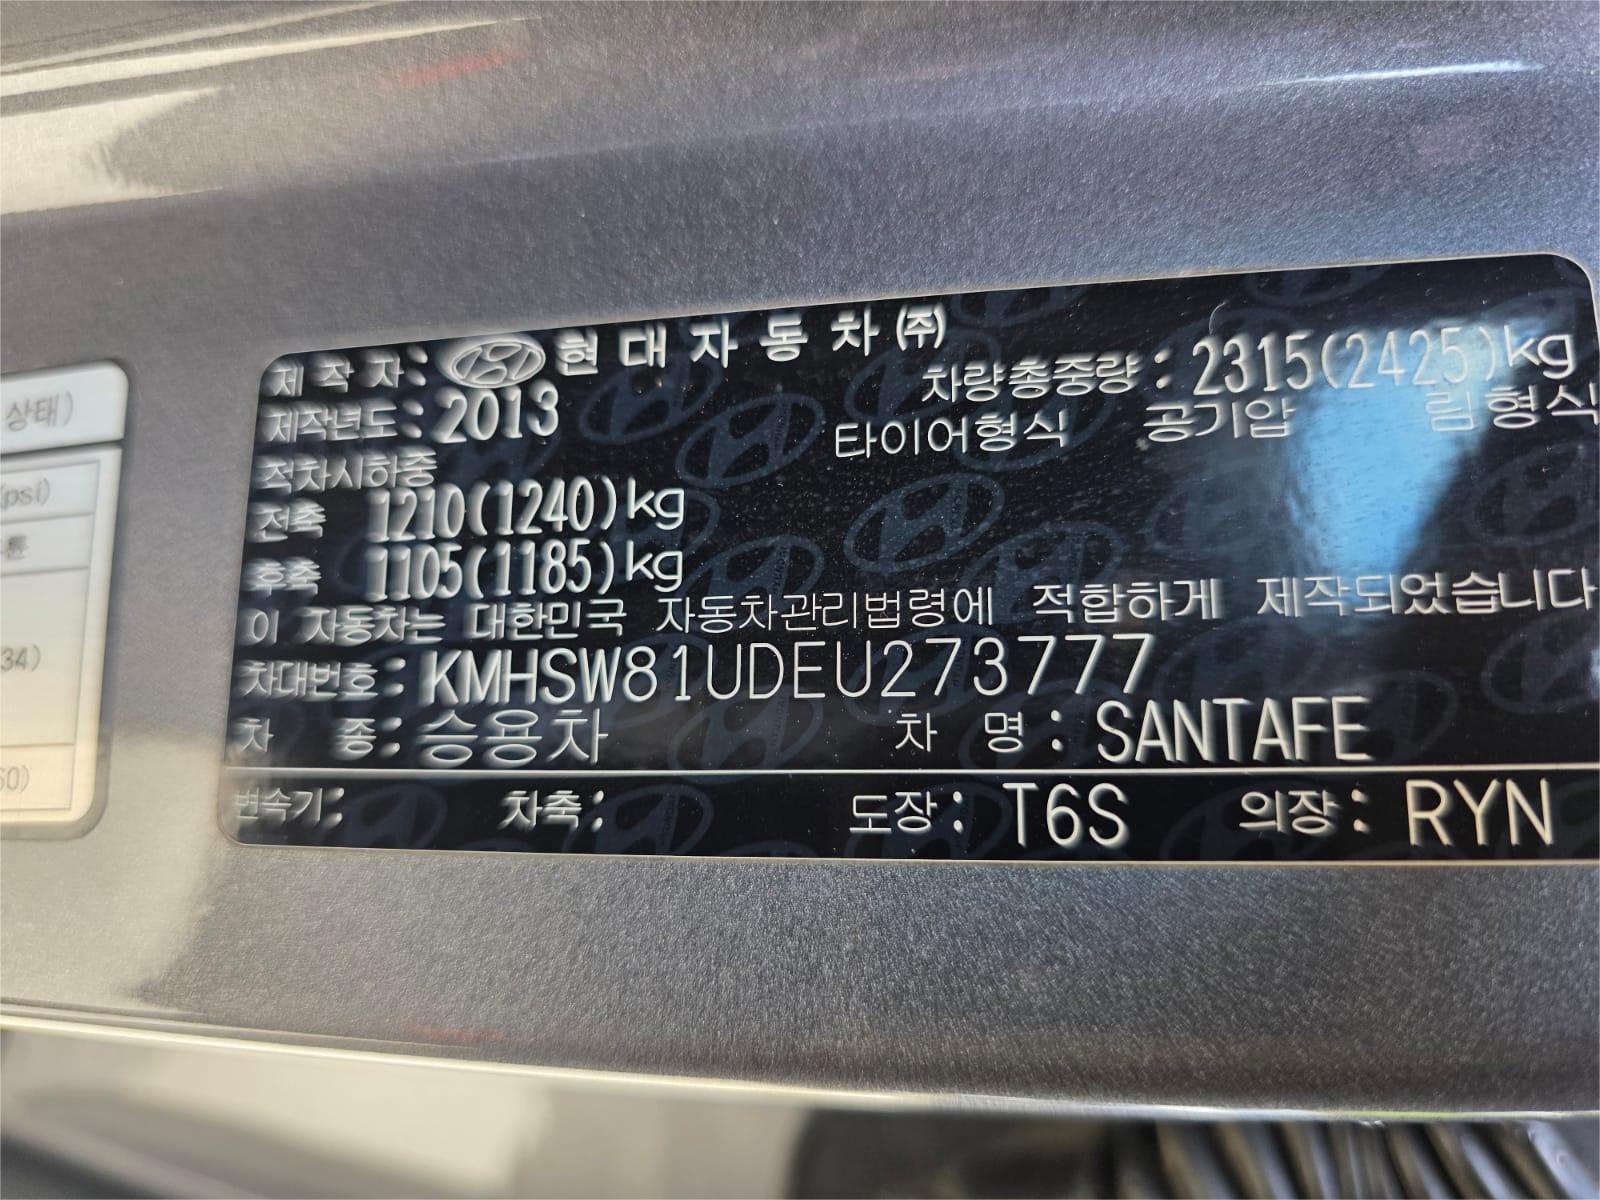 상태)
(psi)
34)
60)
제 작 자 : 현 대 자 동 차 ㈜
제작년도 : 2013
차량총중량 : 2315(2425)kg
타이어형식 공기압 림형식
적차시하중
전축 1210(1240)kg
후축 1105(1185)kg
이 자동차는 대한민국 자동차관리법령에 적합하게 제작되었습니다
차대번호 : KMHSW81UDEU273777
차 종 : 승용차 차 명 : SANTAFE
변속기 : 차축 : 도장 : T6S 의장 : RYN